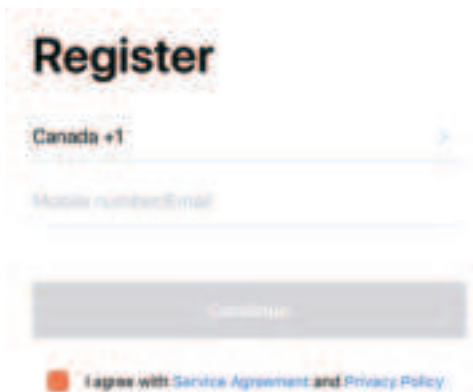 Register
Canada +1
Mobile number/Email
Continue
I agree with Service Agreement and Privacy Policy